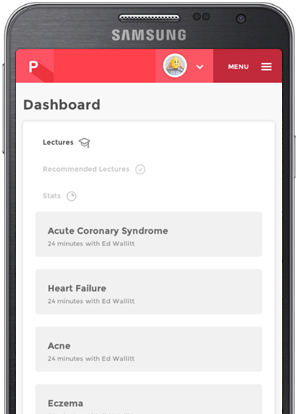 SAMSUNG
P
MENU
Dashboard
Lectures
Recommended Lectures
Stats
Acute Coronary Syndrome
24 minutes with Ed Wallitt
Heart Failure
24 minutes with Ed Wallitt
Acne
24 minutes with Ed Wallitt
Eczema